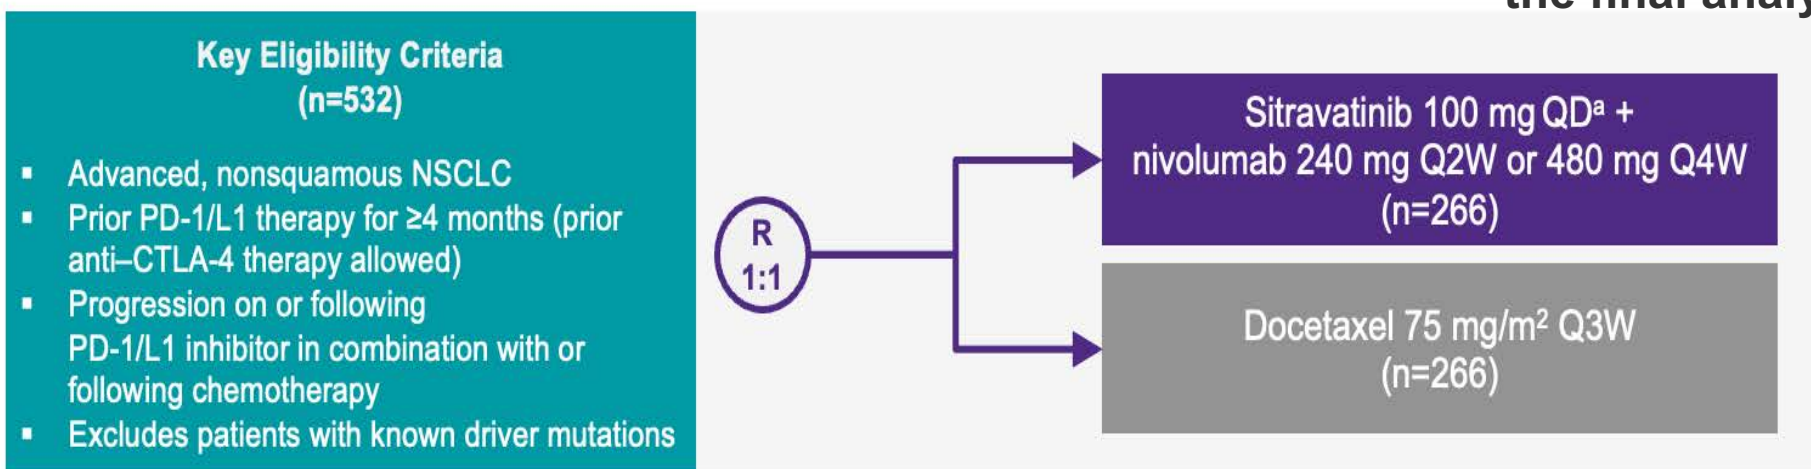 the final analy
Key Eligibility Criteria
(n=532)
▪ Advanced, nonsquamous NSCLC
▪ Prior PD-1/L1 therapy for ≥4 months (prior
anti–CTLA-4 therapy allowed)
▪ Progression on or following
PD-1/L1 inhibitor in combination with or
following chemotherapy
▪ Excludes patients with known driver mutations
R
1:1
Sitravatinib 100 mg QDᵃ +
nivolumab 240 mg Q2W or 480 mg Q4W
(n=266)
Docetaxel 75 mg/m² Q3W
(n=266)